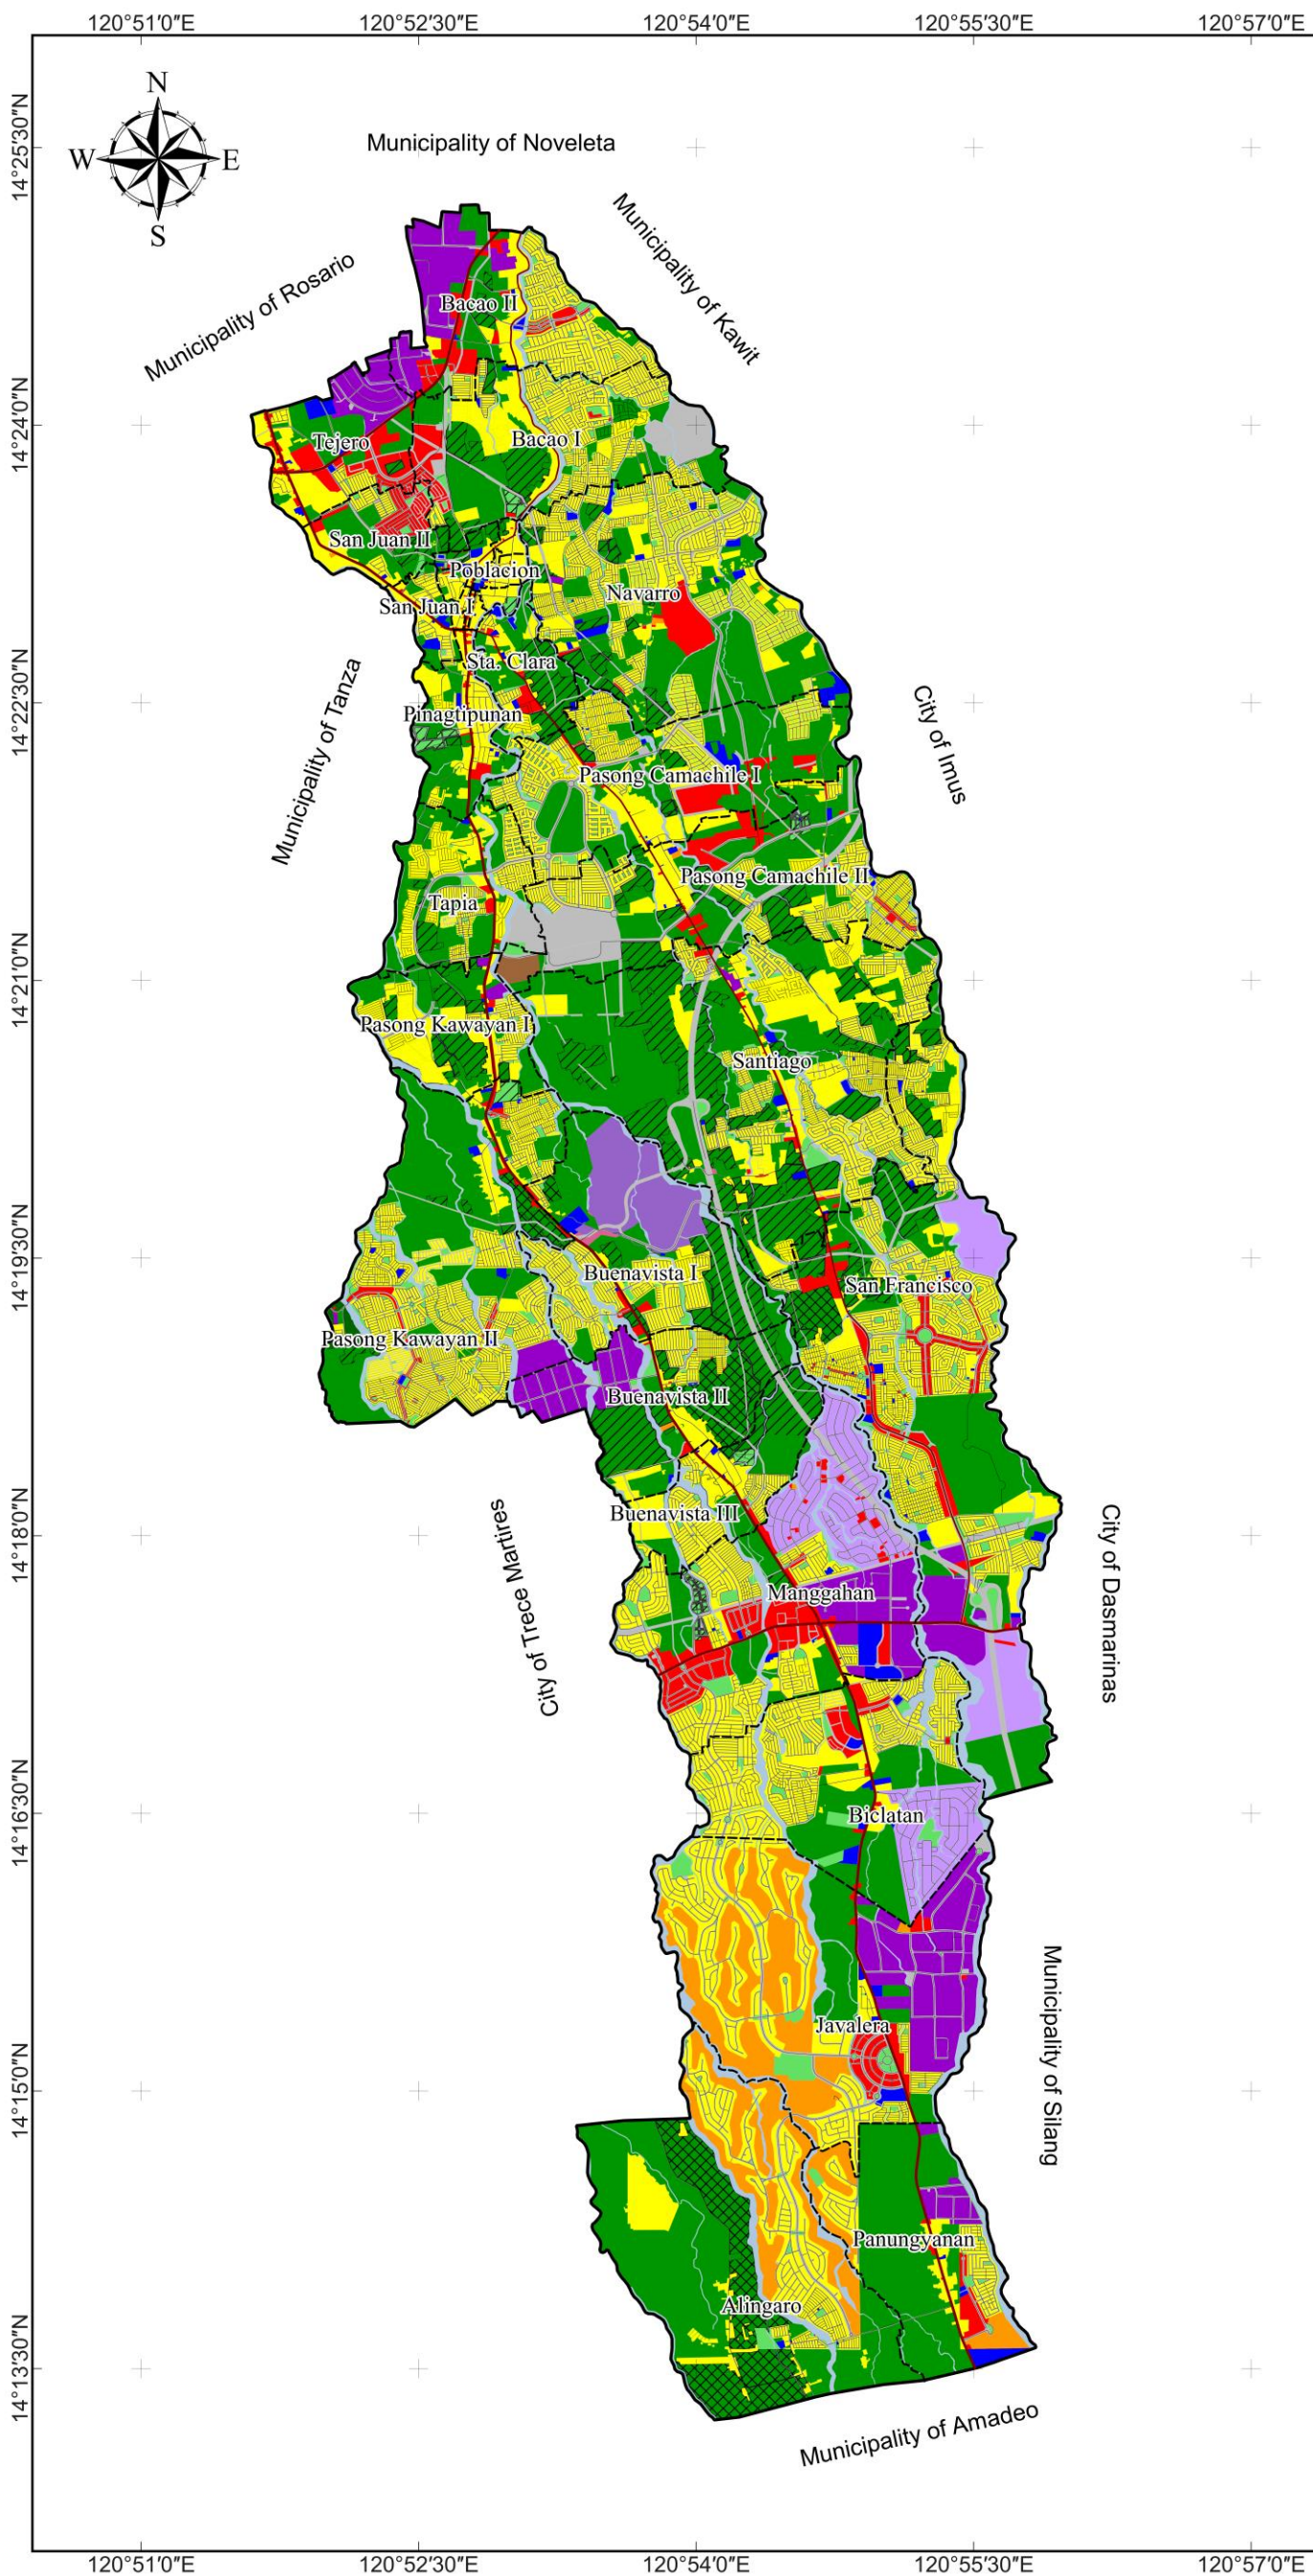 120°51'0"E
120°52'30"E
120°54'0"E
120°55'30"E
120°57'0"E
14°25'30"N
14°24'0"N
14°22'30"N
14°21'0"N
14°19'30"N
14°18'0"N
14°16'30"N
14°15'0"N
14°13'30"N
N
W
E
S
Municipality of Noveleta
Municipality of Kawit
Municipality of Rosario
Bacao II
Tejero
Bacao I
San Juan II
Poblacion
Navarro
San Juan I
Sta. Clara
Municipality of Tanza
Pinagtipunan
City of Imus
Pasong Camachile I
Pasong Camachile II
Tapia
Pasong Kawayan I
Santiago
Buenavista I
San Francisco
Pasong Kawayan II
Buenavista II
Buenavista III
City of Trece Martires
City of Dasmarinas
Manggahan
Biclatan
Javalera
Municipality of Silang
Panungyanan
Alingaro
Municipality of Amadeo
120°51'0"E
120°52'30"E
120°54'0"E
120°55'30"E
120°57'0"E